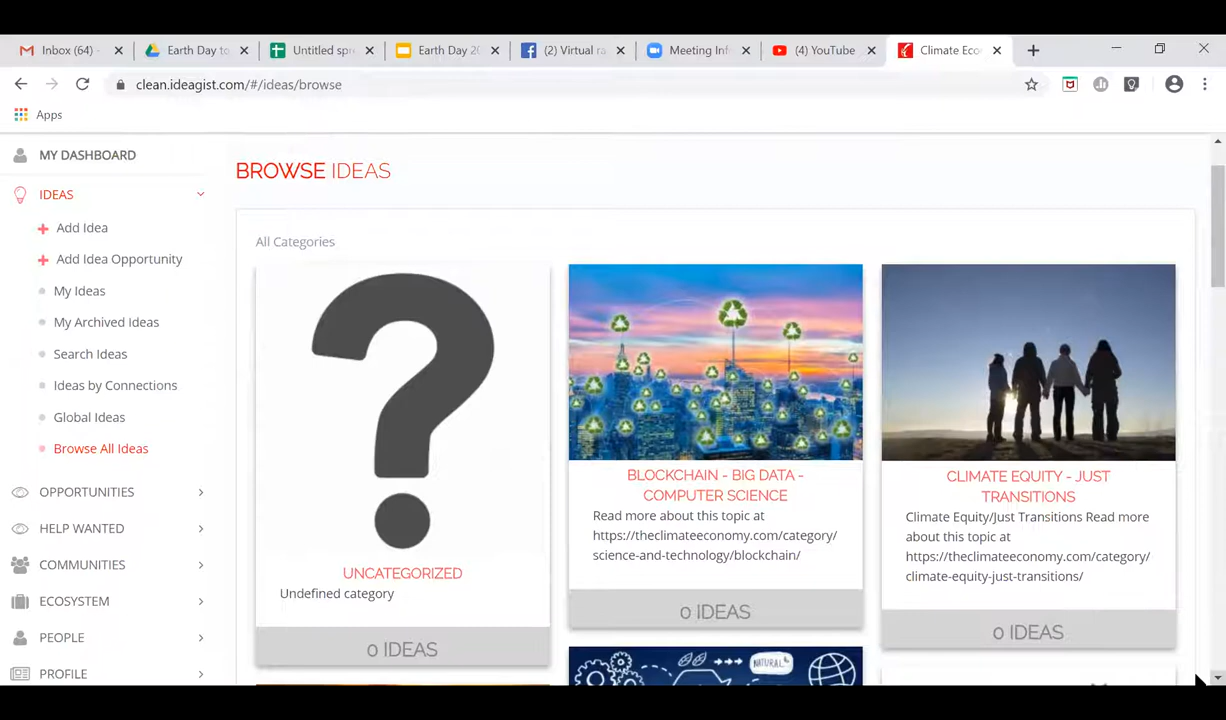 Inbox (64) -
Earth Day to
Untitled spr
Earth Day 20
(2) Virtual ra
Meeting Inf
(4) YouTube
Climate Eco
clean.ideagist.com/#/ideas/browse
Apps
MY DASHBOARD
IDEAS
Add Idea
Add Idea Opportunity
My Ideas
My Archived Ideas
Search Ideas
Ideas by Connections
Global Ideas
Browse All Ideas
OPPORTUNITIES
HELP WANTED
COMMUNITIES
ECOSYSTEM
PEOPLE
PROFILE
BROWSE IDEAS
All Categories
UNCATEGORIZED
Undefined category
0 IDEAS
BLOCKCHAIN - BIG DATA -
COMPUTER SCIENCE
Read more about this topic at
https://theclimateeconomy.com/category/
science-and-technology/blockchain/
0 IDEAS
CLIMATE EQUITY - JUST
TRANSITIONS
Climate Equity/Just Transitions Read more
about this topic at
https://theclimateeconomy.com/category/
climate-equity-just-transitions/
0 IDEAS
NATURAL